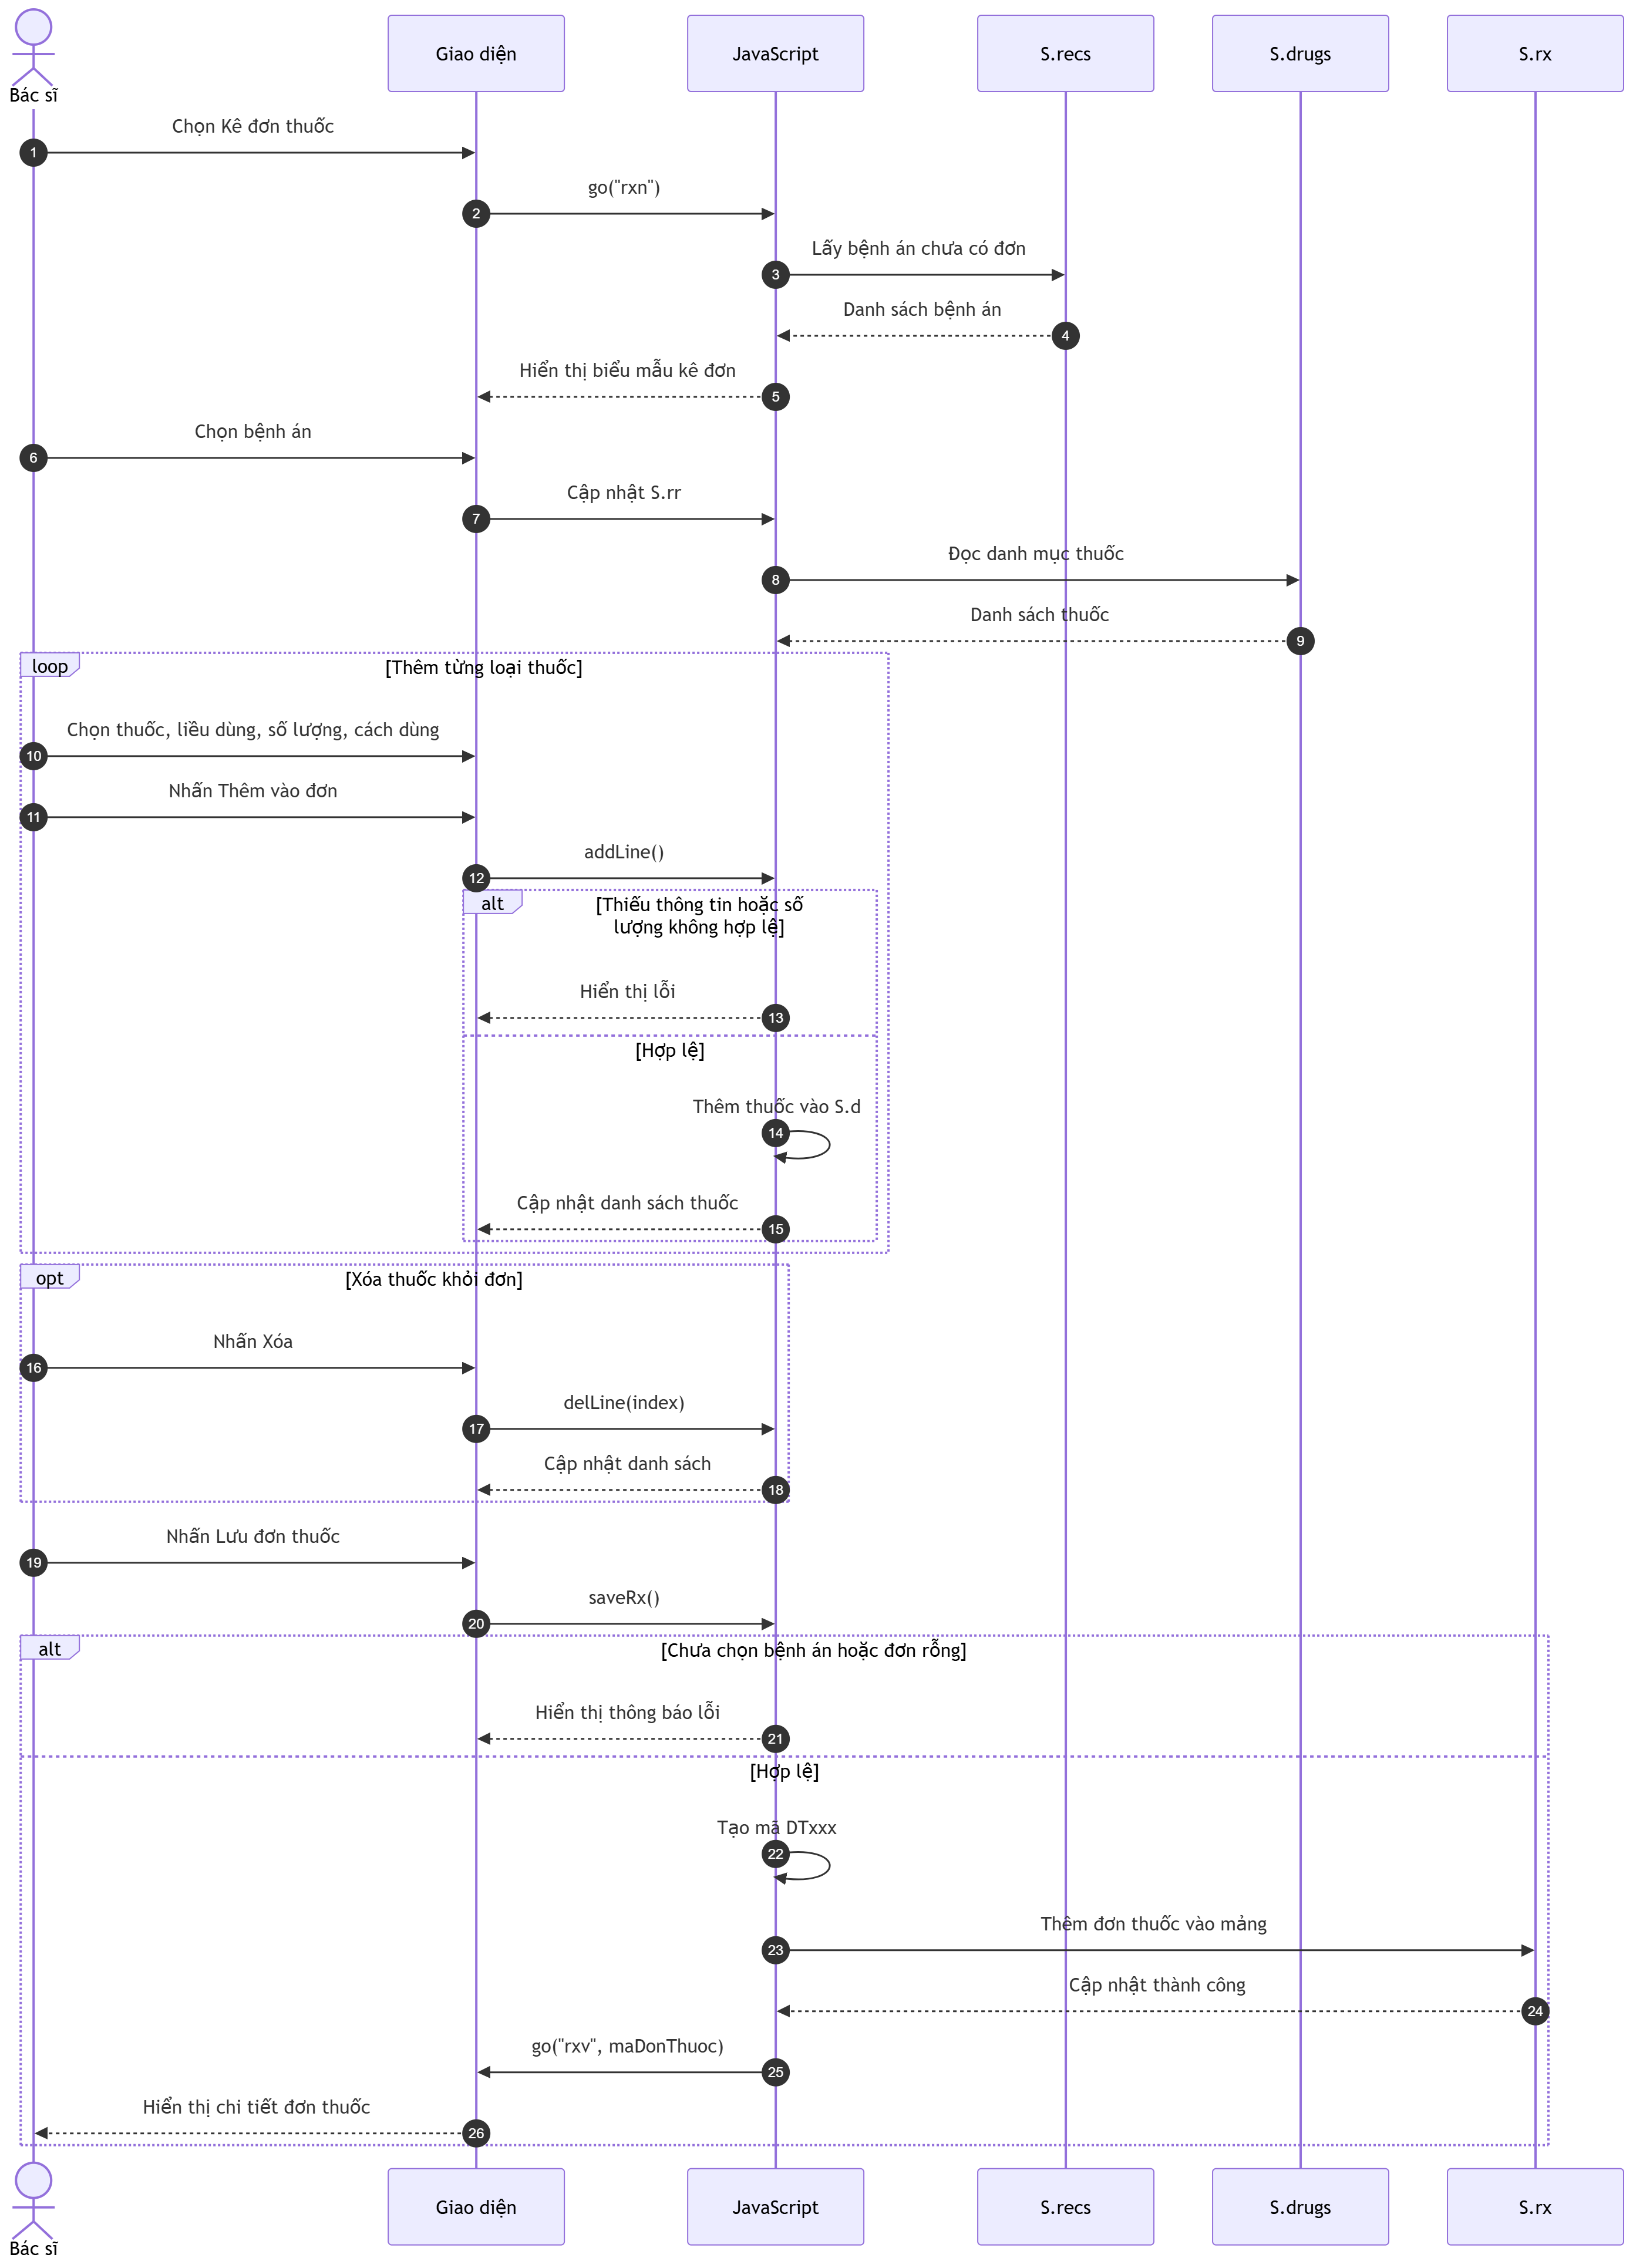 Bác sĩ
Giao diện
JavaScript
S.recs
S.drugs
S.rx
Chọn Kê đơn thuốc
1
go("rxn")
2
Lấy bệnh án chưa có đơn
3
Danh sách bệnh án
4
Hiển thị biểu mẫu kê đơn
5
Chọn bệnh án
6
Cập nhật S.rr
7
Đọc danh mục thuốc
8
Danh sách thuốc
9
loop
[Thêm từng loại thuốc]
Chọn thuốc, liều dùng, số lượng, cách dùng
10
Nhấn Thêm vào đơn
11
addLine()
12
alt
[Thiếu thông tin hoặc số
lượng không hợp lệ]
Hiển thị lỗi
13
[Hợp lệ]
Thêm thuốc vào S.d
14
Cập nhật danh sách thuốc
15
opt
[Xóa thuốc khỏi đơn]
Nhấn Xóa
16
delLine(index)
17
Cập nhật danh sách
18
Nhấn Lưu đơn thuốc
19
saveRx()
20
alt
[Chưa chọn bệnh án hoặc đơn rỗng]
Hiển thị thông báo lỗi
21
[Hợp lệ]
Tạo mã DTxxx
22
Thêm đơn thuốc vào mảng
23
Cập nhật thành công
24
go("rxv", maDonThuoc)
25
Hiển thị chi tiết đơn thuốc
26
Bác sĩ
Giao diện
JavaScript
S.recs
S.drugs
S.rx